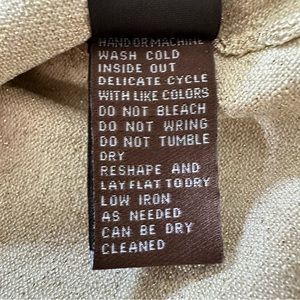 HAND OR MACHINE
WASH COLD
INSIDE OUT
DELICATE CYCLE
WITH LIKE COLORS
DO NOT BLEACH
DO NOT WRING
DO NOT TUMBLE
DRY
RESHAPE AND
LAY FLAT TO DRY
LOW IRON
AS NEEDED
CAN BE DRY
CLEANED